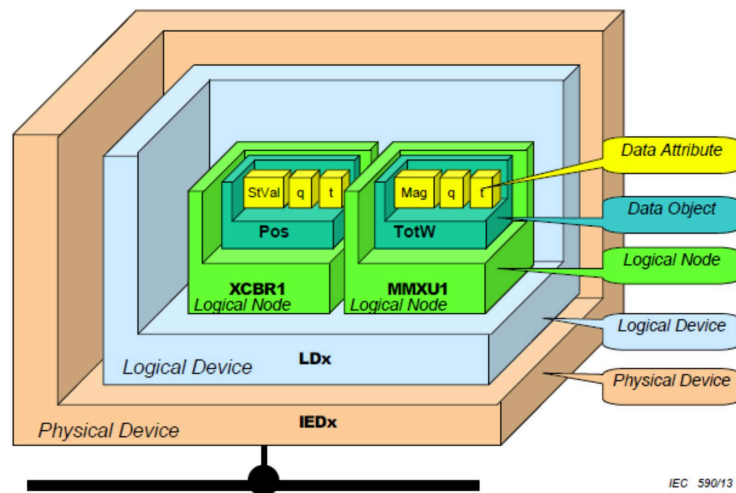 Data Attribute
StVal q t
Mag q t
Data Object
Pos
TotW
Logical Node
XCBR1
Logical Node
MMXU1
Logical Node
Logical Device
LDx
Logical Device
Physical Device
IEDx
Physical Device
IEC 590/13